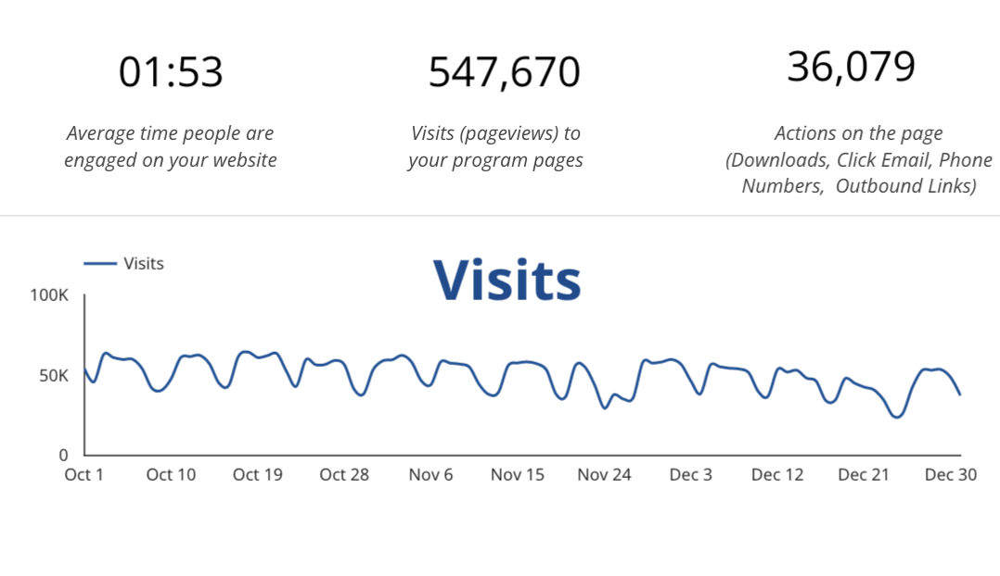 01:53
547,670
36,079
Average time people are
engaged on your website
Visits (pageviews) to
your program pages
Actions on the page
(Downloads, Click Email, Phone
Numbers,  Outbound Links)
Visits
Visits
100K
50K
0
Oct 1 Oct 10 Oct 19 Oct 28 Nov 6 Nov 15 Nov 24 Dec 3 Dec 12 Dec 21 Dec 30